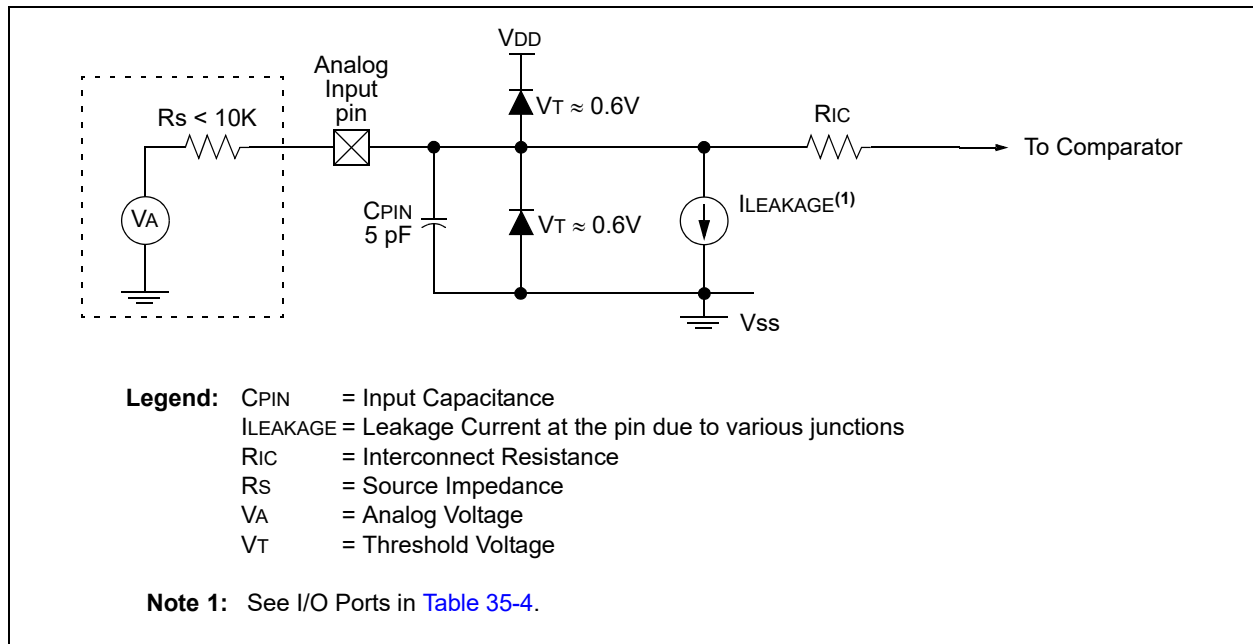 VDD
Analog
Input
pin
Rs < 10K
VT ≈ 0.6V
RIC
To Comparator
VA
CPIN
5 pF
VT ≈ 0.6V
ILEAKAGE(1)
Vss
Legend: CPIN = Input Capacitance
ILEAKAGE = Leakage Current at the pin due to various junctions
RIC = Interconnect Resistance
RS = Source Impedance
VA = Analog Voltage
VT = Threshold Voltage
Note 1: See I/O Ports in Table 35-4.